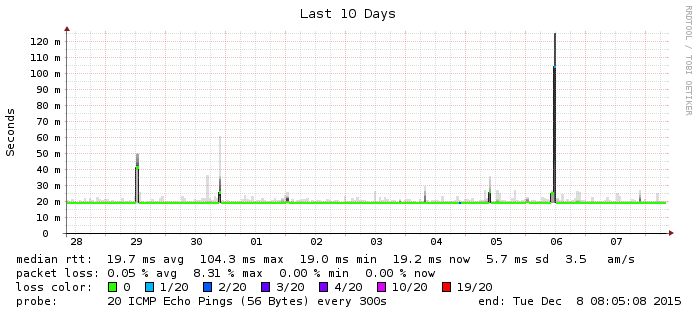 Last 10 Days
RRDTOOL / TOBI OETIKER
Seconds
120 m
110 m
100 m
90 m
80 m
70 m
60 m
50 m
40 m
30 m
20 m
10 m
0
28 29 30 01 02 03 04 05 06 07
median rtt: 19.7 ms avg 104.3 ms max 19.0 ms min 19.2 ms now 5.7 ms sd 3.5 am/s
packet loss: 0.05 % avg 8.31 % max 0.00 % min 0.00 % now
loss color: 0 1/20 2/20 3/20 4/20 10/20 19/20
probe: 20 ICMP Echo Pings (56 Bytes) every 300s end: Tue Dec 8 08:05:08 2015